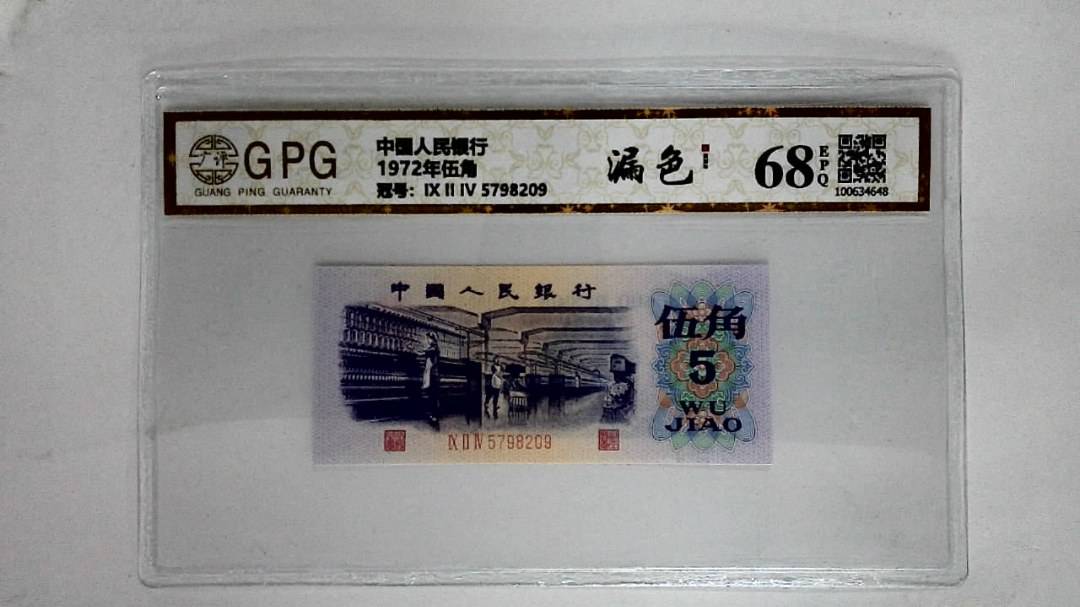 GPG
GUANG PING GUARANTY
中國人民银行
1972年伍角
冠号: IX II IV 5798209
漏色
68
EPQ
100634648
中國人民銀行
伍角
5
WU
JIAO
IX II IV 5798209